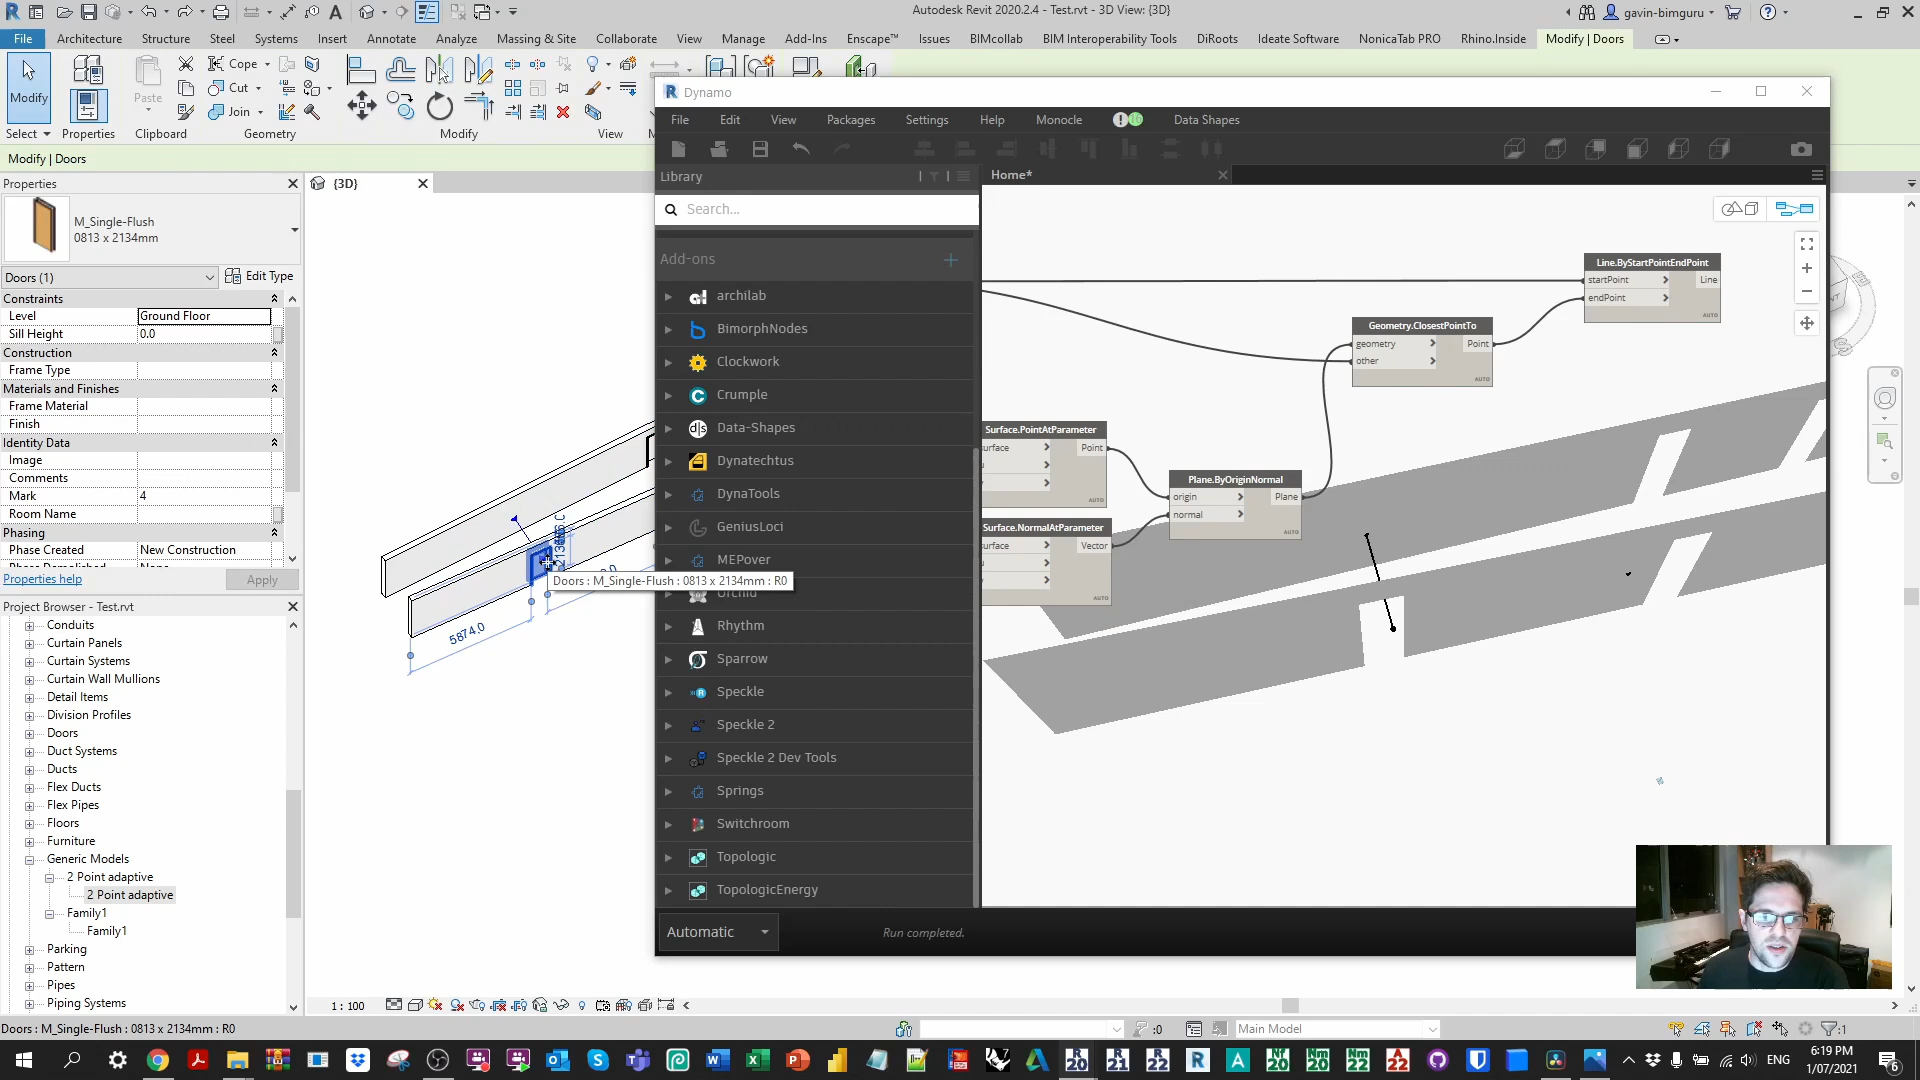 Autodesk Revit 2020.2.4 - Test.rvt - 3D View: {3D}
gavin-bimguru
File
Architecture
Structure
Steel
Systems
Insert
Annotate
Analyze
Massing & Site
Collaborate
View
Manage
Add-Ins
Enscape™
Issues
BIMcollab
BIM Interoperability Tools
DiRoots
Ideate Software
NonicaTab PRO
Rhino.Inside
Modify | Doors
Modify
Paste
Cope
Cut
Join
Select
Properties
Clipboard
Geometry
Modify
View
Modify | Doors
Properties
M_Single-Flush
0813 x 2134mm
Doors (1)
Edit Type
Constraints
Level
Ground Floor
Sill Height
0.0
Construction
Frame Type
Materials and Finishes
Frame Material
Finish
Identity Data
Image
Comments
Mark
4
Room Name
Phasing
Phase Created
New Construction
Properties help
Apply
Project Browser - Test.rvt
Conduits
Curtain Panels
Curtain Systems
Curtain Wall Mullions
Detail Items
Division Profiles
Doors
Duct Systems
Ducts
Flex Ducts
Flex Pipes
Floors
Furniture
Generic Models
2 Point adaptive
2 Point adaptive
Family1
Family1
Parking
Pattern
Pipes
Piping Systems
{3D}
5874.0
Doors : M_Single-Flush : 0813 x 2134mm : R0
Dynamo
File
Edit
View
Packages
Settings
Help
Monocle
Data Shapes
Library
Search...
Home*
Add-ons
archilab
BimorphNodes
Clockwork
Crumple
Data-Shapes
Dynatechtus
DynaTools
GeniusLoci
MEPover
Orchid
Rhythm
Sparrow
Speckle
Speckle 2
Speckle 2 Dev Tools
Springs
Switchroom
Topologic
TopologicEnergy
Line.ByStartPointEndPoint
startPoint
Line
endPoint
AUTO
Geometry.ClosestPointTo
geometry
Point
other
AUTO
Surface.PointAtParameter
Point
AUTO
Plane.ByOriginNormal
origin
Plane
normal
AUTO
Surface.NormalAtParameter
Vector
AUTO
Automatic
Run completed.
1 : 100
Doors : M_Single-Flush : 0813 x 2134mm : R0
:0
Main Model
:1
ENG
6:19 PM
1/07/2021